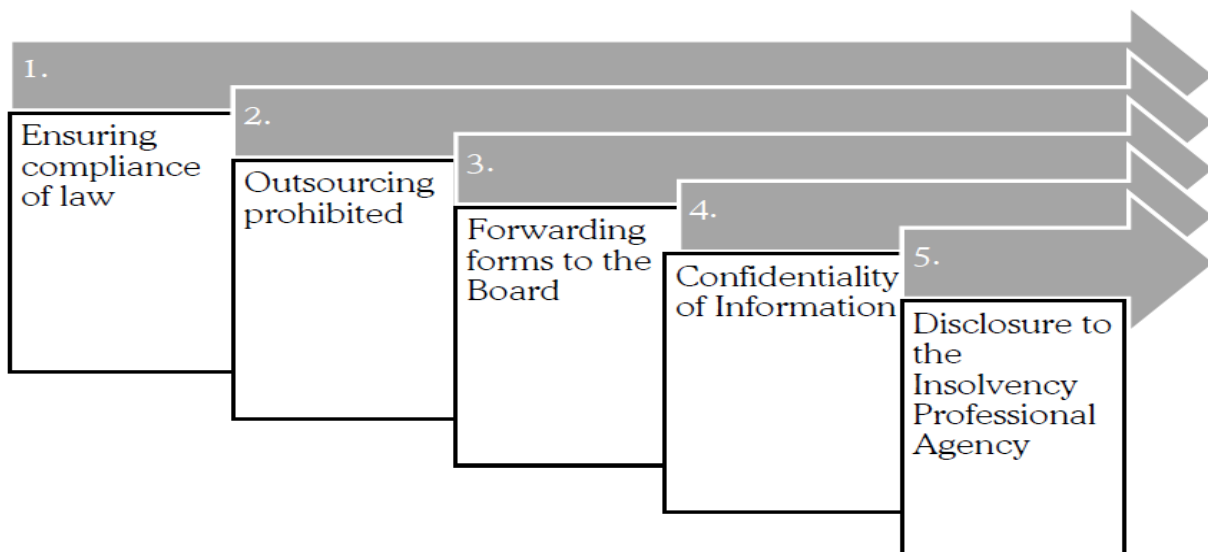 1.
Ensuring
compliance
of law
2.
Outsourcing
prohibited
3.
Forwarding
forms to the
Board
4.
Confidentiality
of Information
5.
Disclosure to
the
Insolvency
Professional
Agency